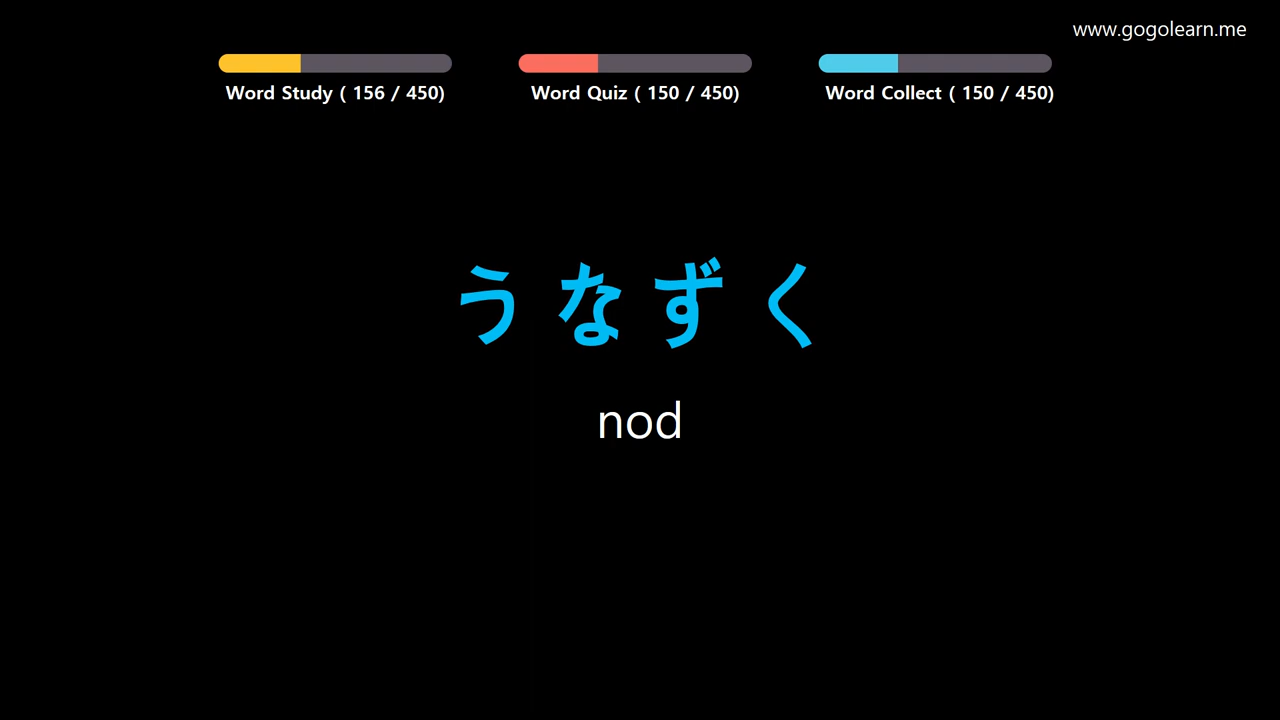 www.gogolearn.me
Word Study ( 156 / 450)
Word Quiz ( 150 / 450)
Word Collect ( 150 / 450)
うなずく
nod